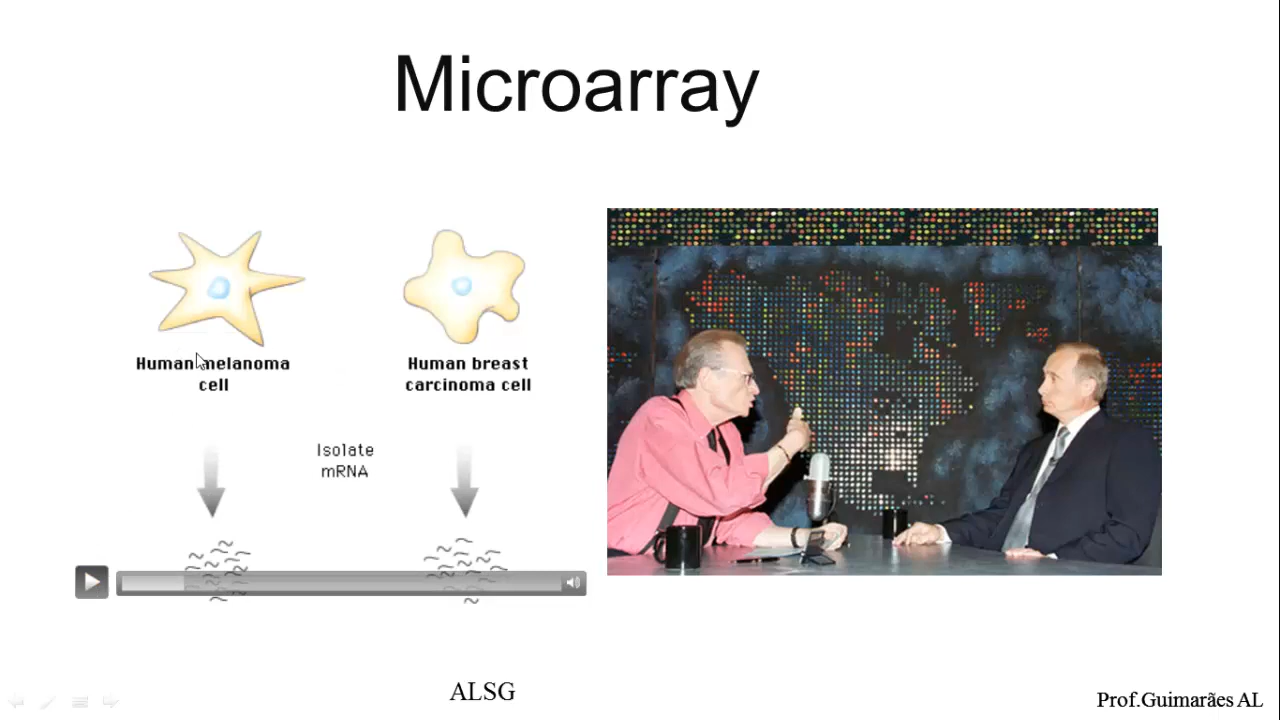 Microarray
Human melanoma
cell
Human breast
carcinoma cell
Isolate
mRNA
ALSG
Prof.Guimarães AL